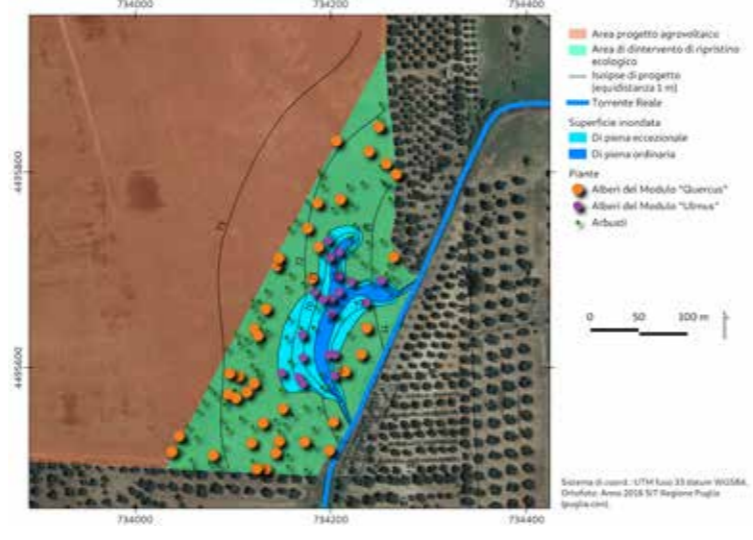 734000
734200
734400
4495800
4495600
Area progetto agrovoltaico
Area di dintervento di ripristino
ecologico
Isoipse di progetto
(equidistanza 1 m)
Torrente Reale
Superficie inondata
Di piena eccezionale
Di piena ordinaria
Piante
Alberi del Modulo "Quercus"
Alberi del Modulo "Ulmus"
Arbusti
0 50 100 m
Sistema di coord.: UTM fuso 33 datum WGS84.
Ortofoto: Anno 2016 SIT Regione Puglia
(puglia.con).
734000
734200
734400